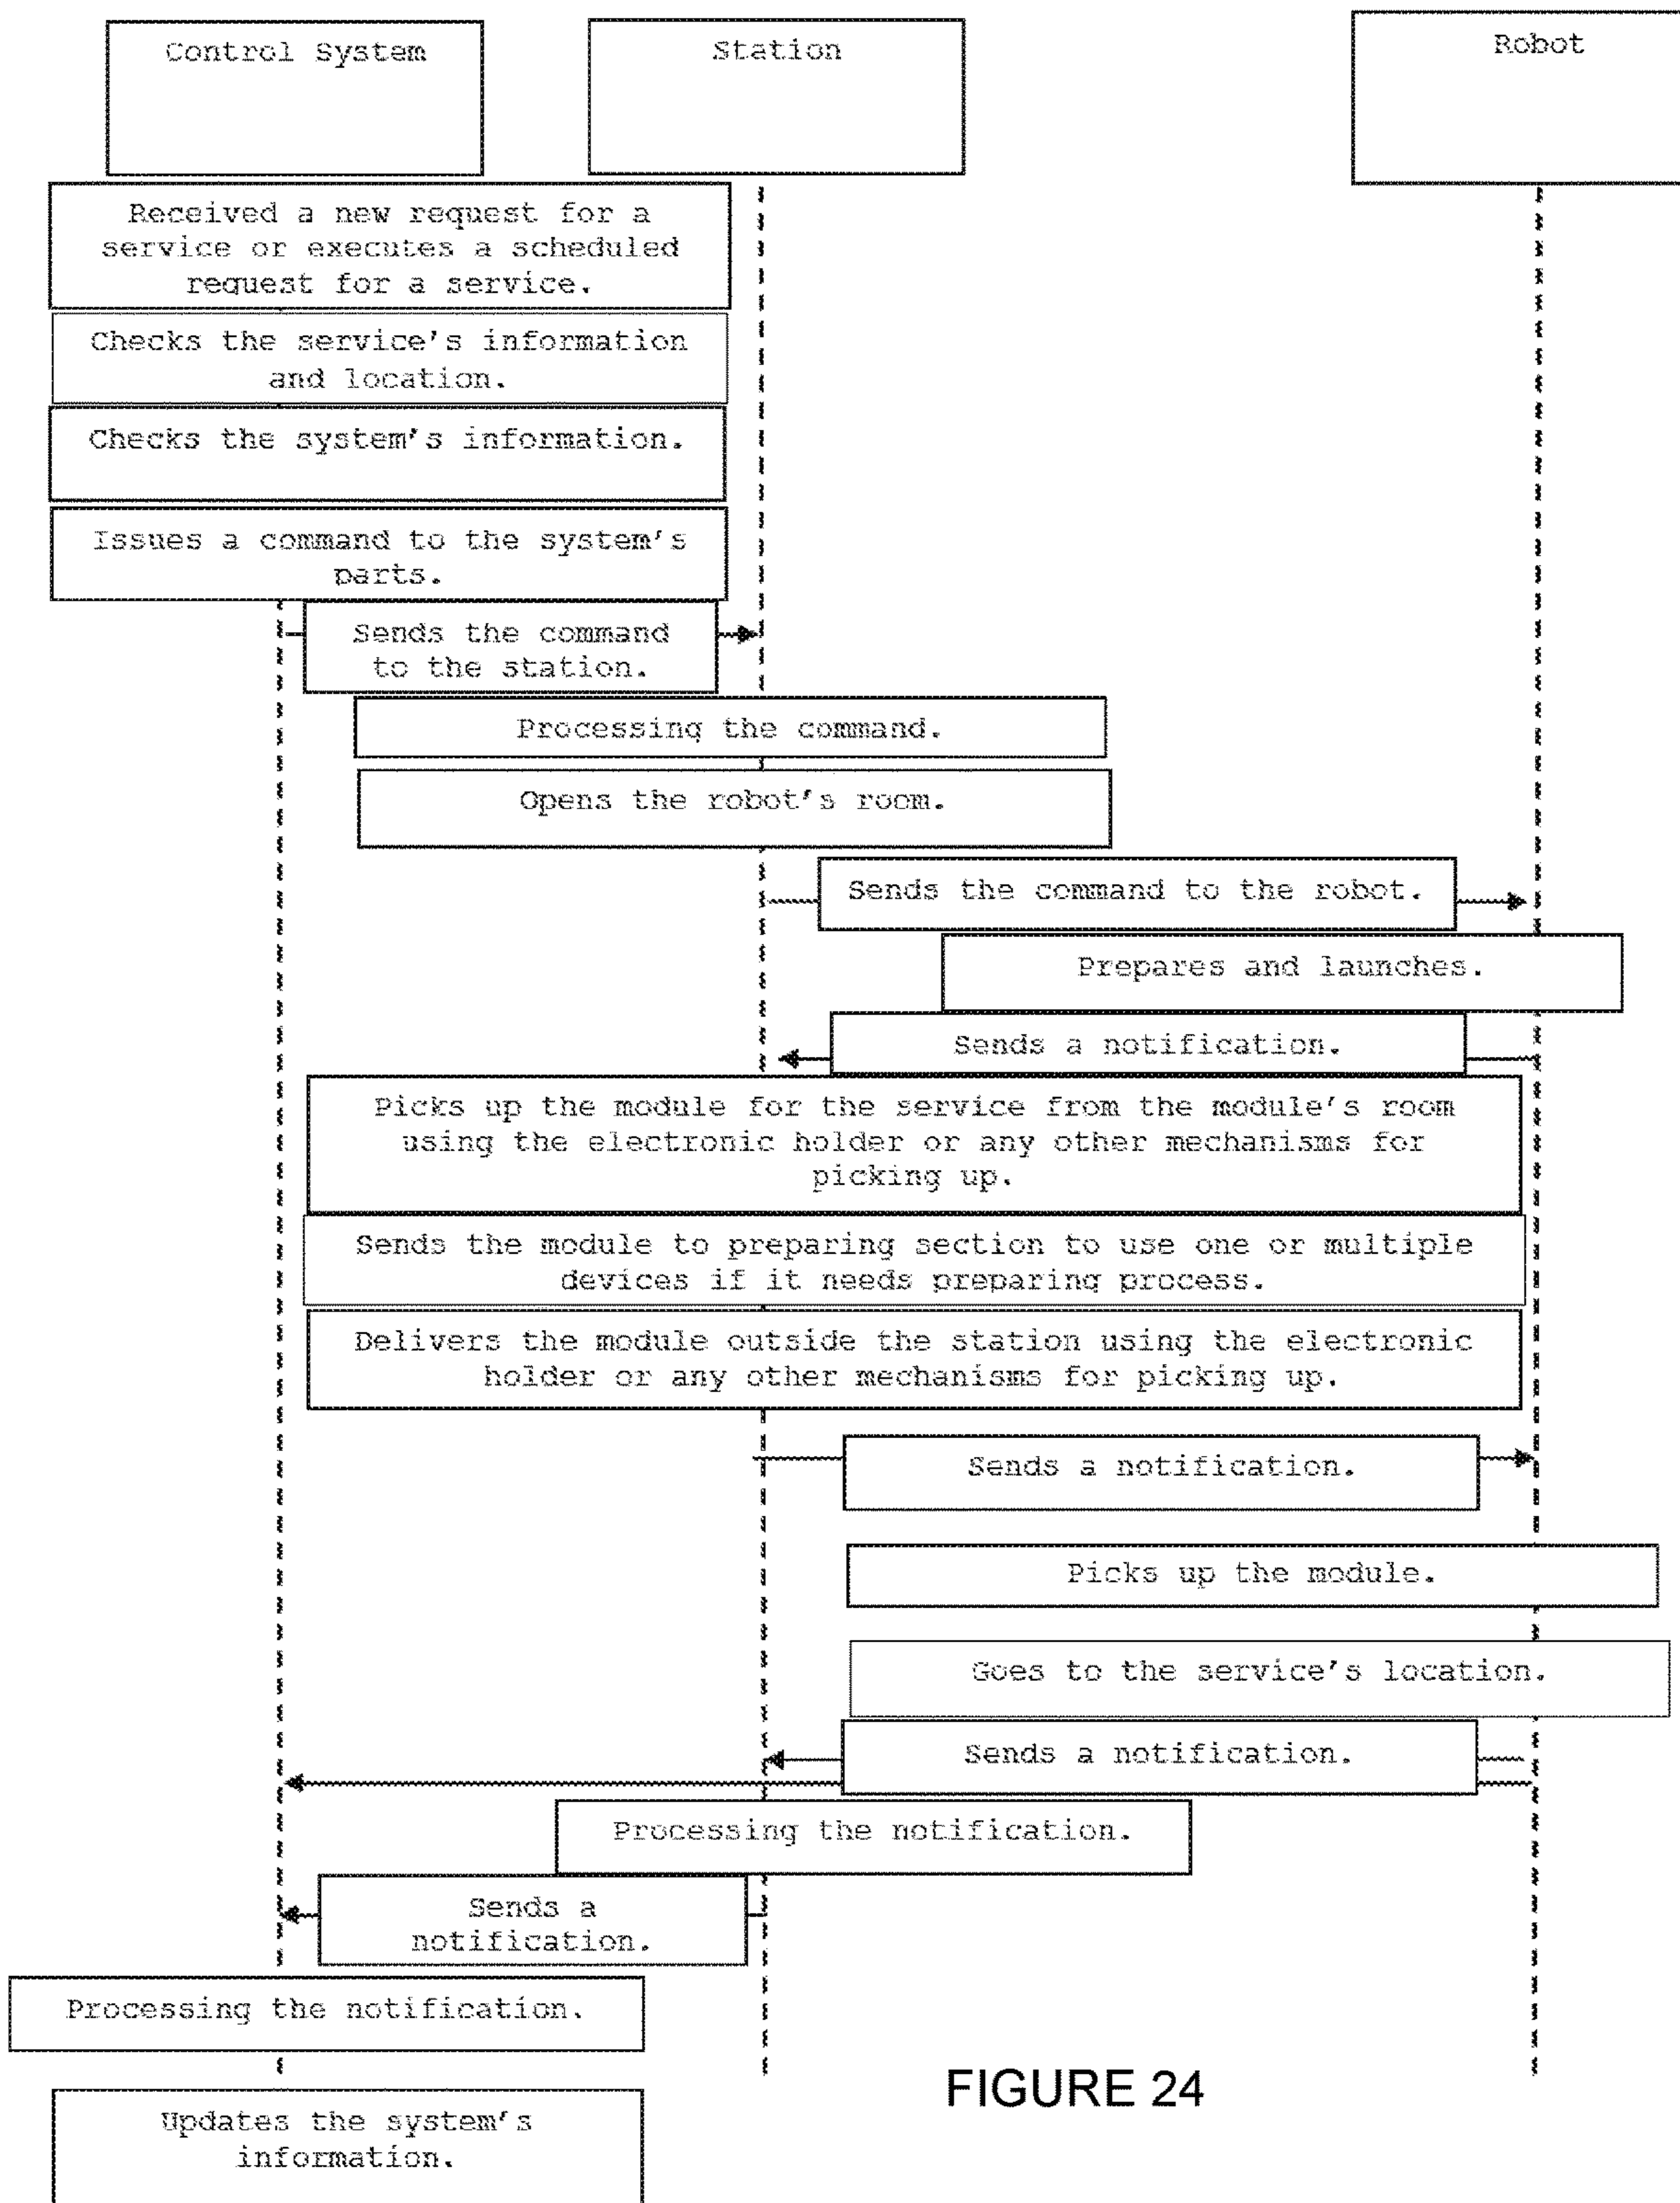 Control System
Station
Robot
Received a new request for a
service or executes a scheduled
request for a service.
Checks the service's information
and location.
Checks the system's information.
Issues a command to the system's
parts.
Sends the command
to the station.
Processing the command.
Opens the robot's room.
Sends the command to the robot.
Prepares and launches.
Sends a notification.
Picks up the module for the service from the module's room
using the electronic holder or any other mechanisms for
picking up.
Sends the module to preparing section to use one or multiple
devices if it needs preparing process.
Delivers the module outside the station using the electronic
holder or any other mechanisms for picking up.
Sends a notification.
Picks up the module.
Goes to the service's location.
Sends a notification.
Processing the notification.
Sends a
notification.
Processing the notification.
Updates the system's
information.
FIGURE 24